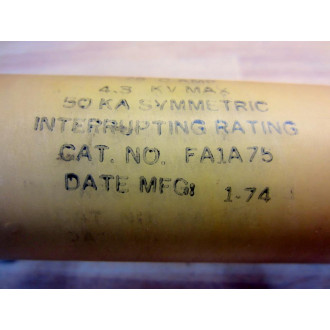 4.3 KV MAX
50 KA SYMMETRIC
INTERRUPTING RATING
CAT. NO. FA1A75
DATE MFG: 1-74